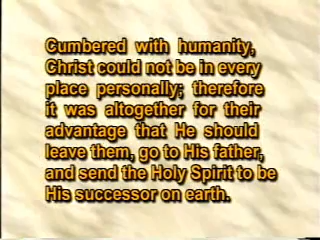 Cumbered with humanity,
Christ could not be in every
place personally; therefore
it was altogether for their
advantage that He should
leave them, go to His father,
and send the Holy Spirit to be
His successor on earth.